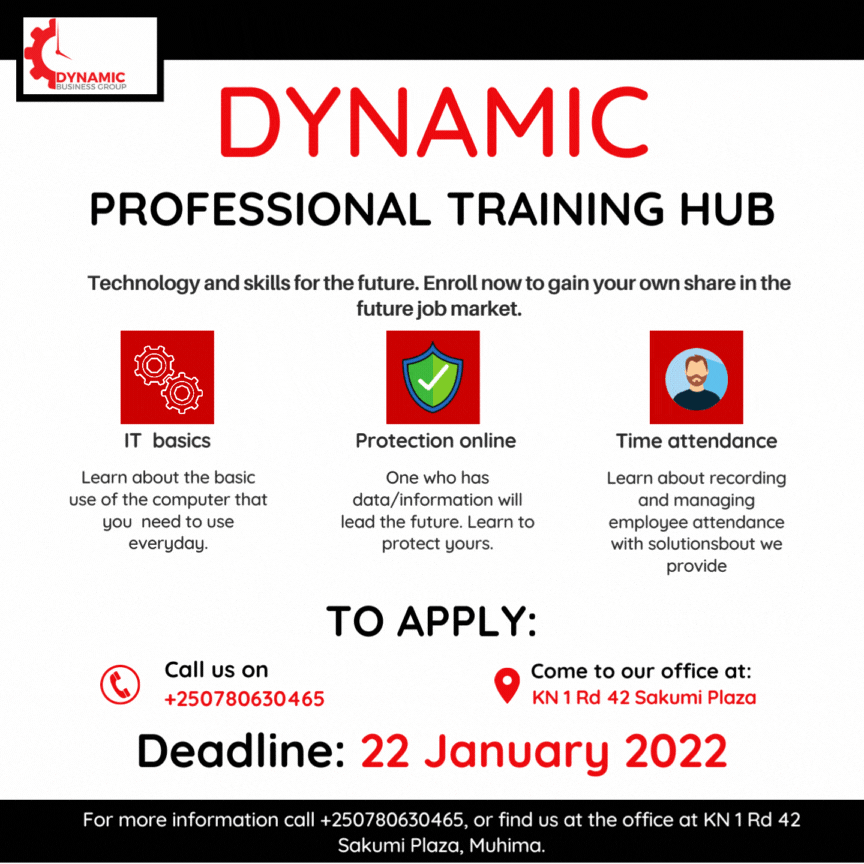 DYNAMIC
BUSINESS GROUP
DYNAMIC
PROFESSIONAL TRAINING HUB
Technology and skills for the future. Enroll now to gain your own share in the
future job market.
IT basics
Learn about the basic
use of the computer that
you need to use
everyday.
Protection online
One who has
data/information will
lead the future. Learn to
protect yours.
Time attendance
Learn about recording
and managing
employee attendance
with solutionsbout we
provide
TO APPLY:
Call us on
+250780630465
Come to our office at:
KN 1 Rd 42 Sakumi Plaza
Deadline: 22 January 2022
For more information call +250780630465, or find us at the office at KN 1 Rd 42
Sakumi Plaza, Muhima.